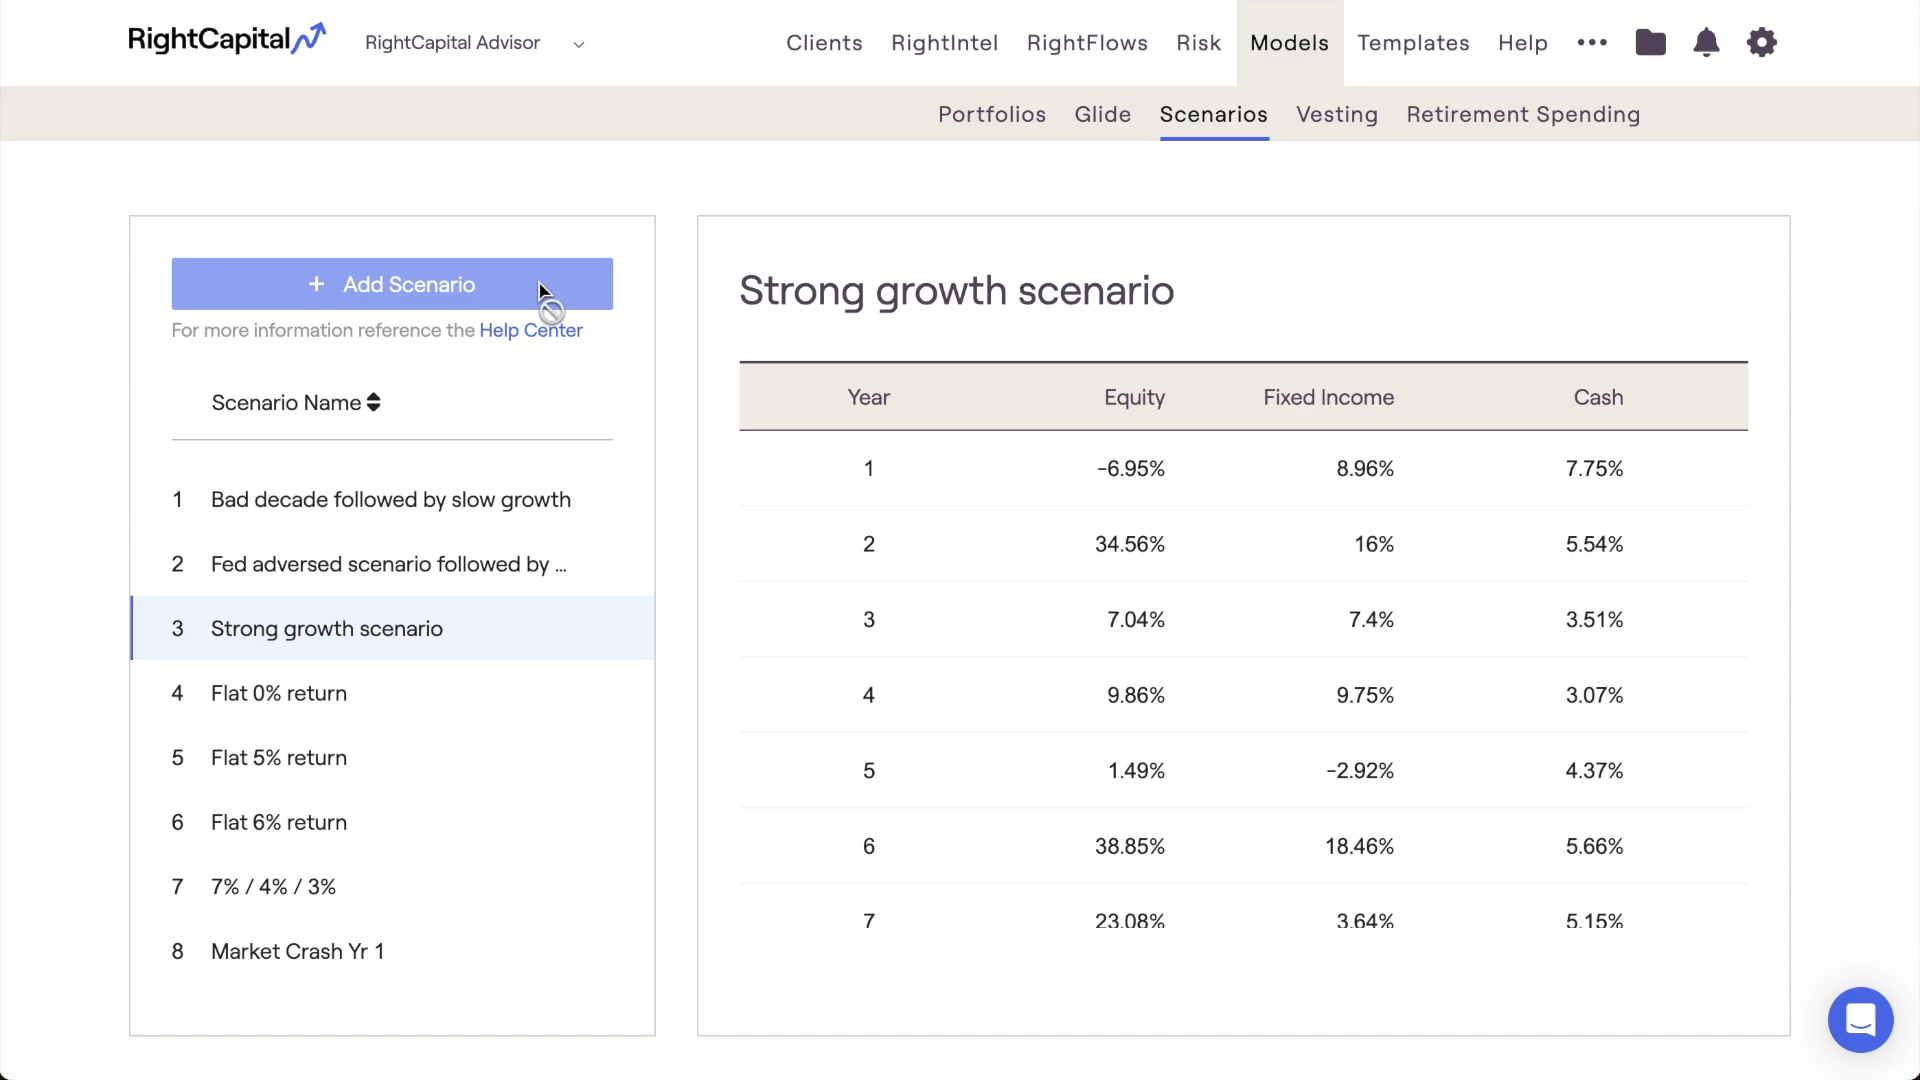 RightCapital
RightCapital Advisor
Clients RightIntel RightFlows Risk Models Templates Help
Portfolios Glide Scenarios Vesting Retirement Spending
+ Add Scenario
For more information reference the Help Center
Scenario Name
1 Bad decade followed by slow growth
2 Fed adversed scenario followed by ...
3 Strong growth scenario
4 Flat 0% return
5 Flat 5% return
6 Flat 6% return
7 7% / 4% / 3%
8 Market Crash Yr 1
Strong growth scenario
Year Equity Fixed Income Cash
1 -6.95% 8.96% 7.75%
2 34.56% 16% 5.54%
3 7.04% 7.4% 3.51%
4 9.86% 9.75% 3.07%
5 1.49% -2.92% 4.37%
6 38.85% 18.46% 5.66%
7 23.08% 3.64% 5.15%